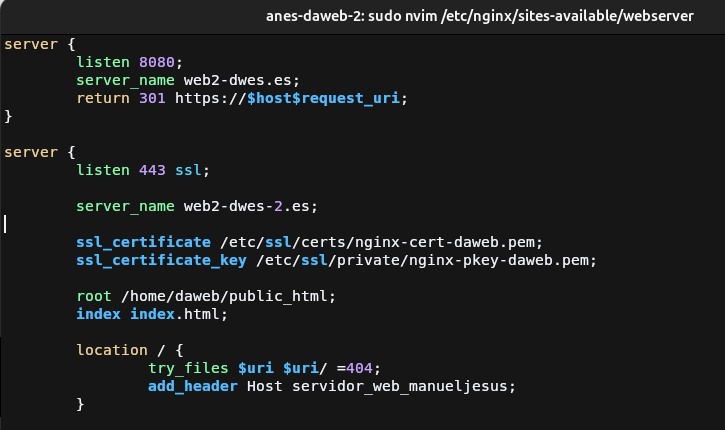 anes-daweb-2: sudo nvim /etc/nginx/sites-available/webserver
server {
listen 8080;
server_name web2-dwes.es;
return 301 https://$host$request_uri;
}
server {
listen 443 ssl;
server_name web2-dwes-2.es;
ssl_certificate /etc/ssl/certs/nginx-cert-daweb.pem;
ssl_certificate_key /etc/ssl/private/nginx-pkey-daweb.pem;
root /home/daweb/public_html;
index index.html;
location / {
try_files $uri $uri/ =404;
add_header Host servidor_web_manueljesus;
}